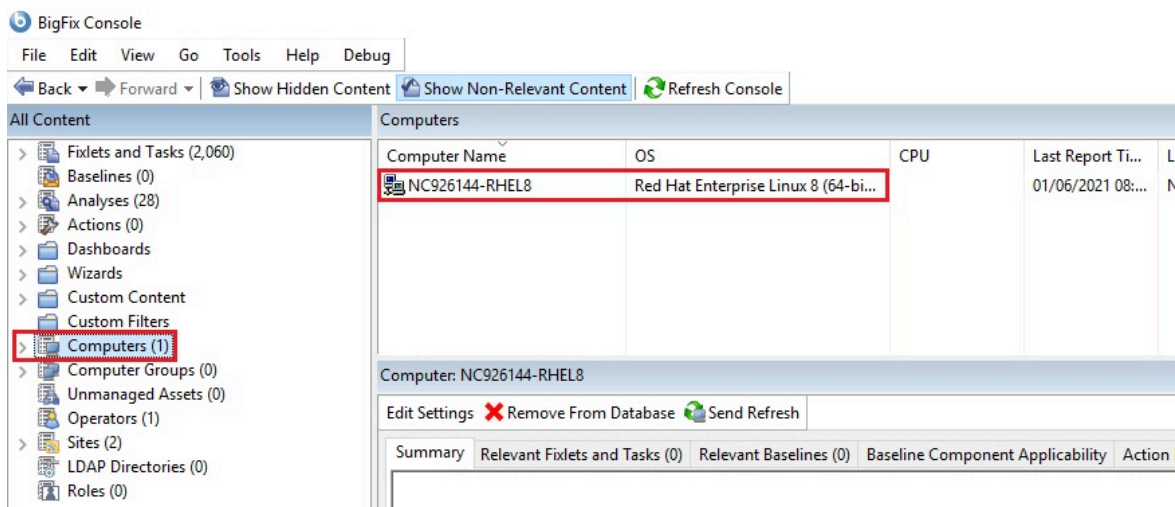 BigFix Console
File Edit View Go Tools Help Debug
Back Forward Show Hidden Content Show Non-Relevant Content Refresh Console
All Content
Fixlets and Tasks (2,060)
Baselines (0)
Analyses (28)
Actions (0)
Dashboards
Wizards
Custom Content
Custom Filters
Computers (1)
Computer Groups (0)
Unmanaged Assets (0)
Operators (1)
Sites (2)
LDAP Directories (0)
Roles (0)
Computers
Computer Name OS CPU Last Report Ti... L
NC926144-RHEL8 Red Hat Enterprise Linux 8 (64-bi... 01/06/2021 08:... N
Computer: NC926144-RHEL8
Edit Settings Remove From Database Send Refresh
Summary Relevant Fixlets and Tasks (0) Relevant Baselines (0) Baseline Component Applicability Action